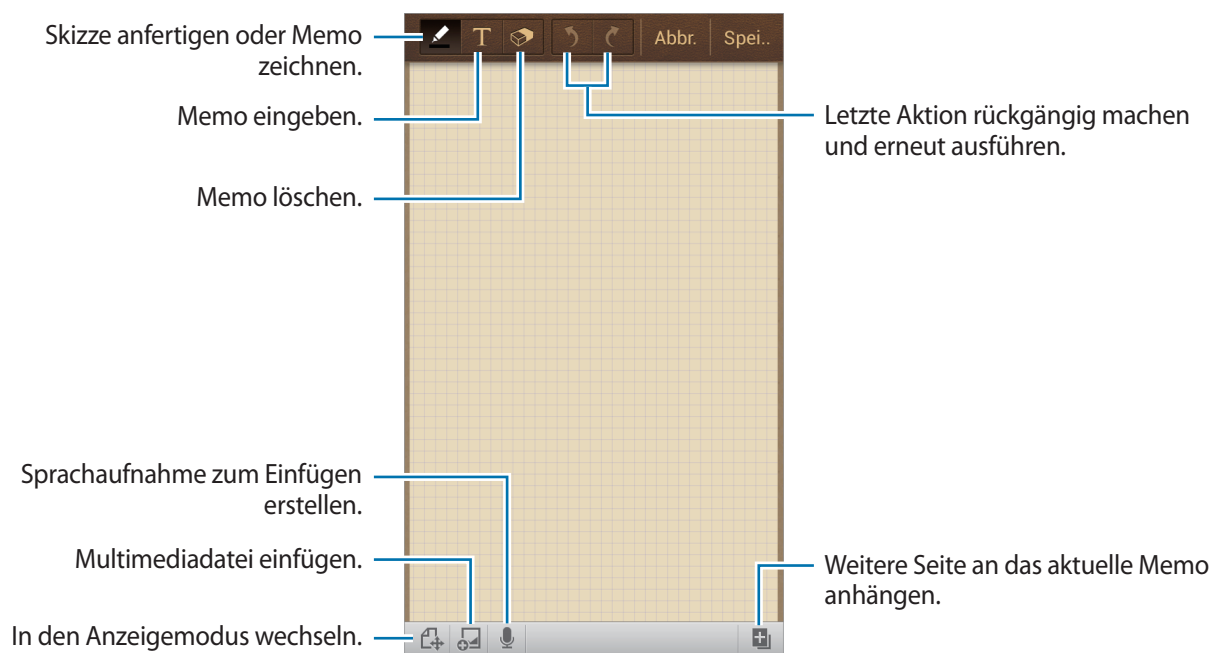 Skizze anfertigen oder Memo
zeichnen.
Memo eingeben.
Memo löschen.
T
Abbr.
Spei..
Letzte Aktion rückgängig machen
und erneut ausführen.
Sprachaufnahme zum Einfügen
erstellen.
Multimediadatei einfügen.
In den Anzeigemodus wechseln.
Weitere Seite an das aktuelle Memo
anhängen.